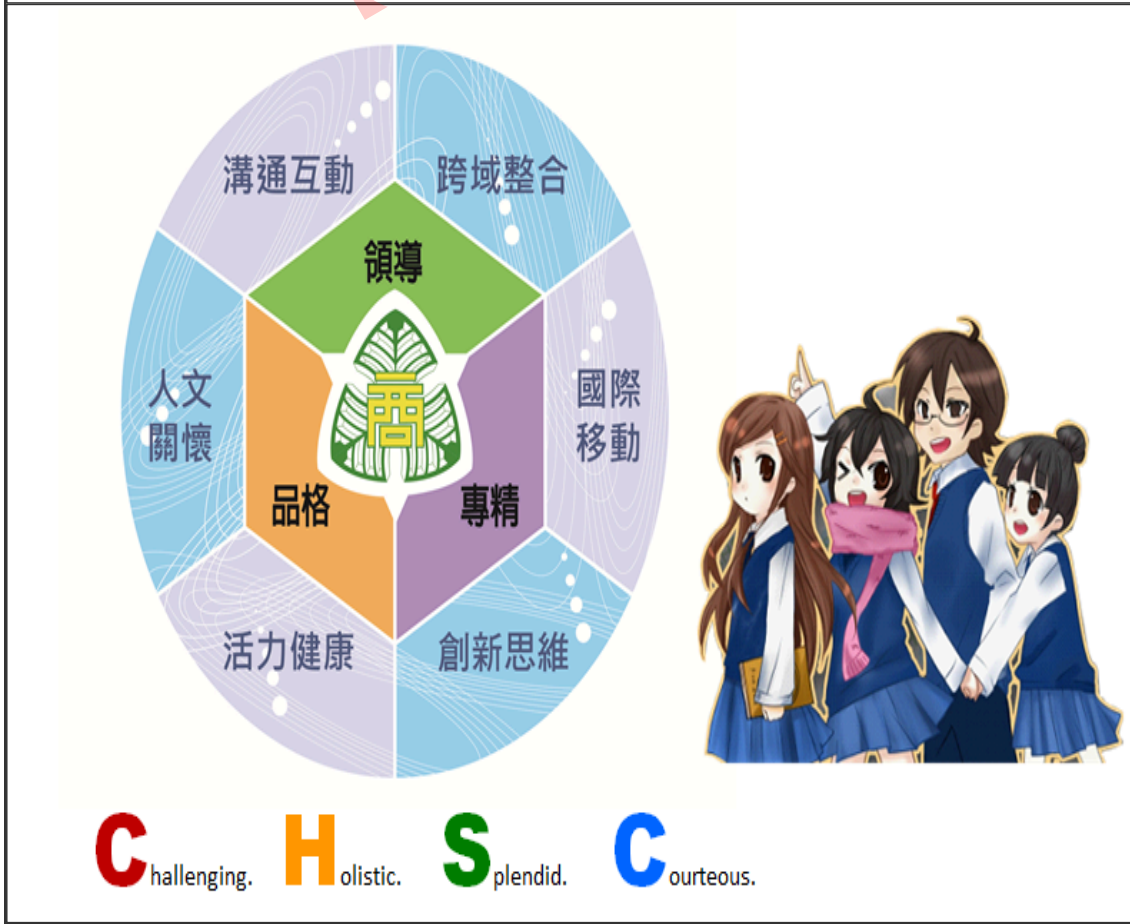 溝通互動
跨域整合
領導
人文
關懷
商
國際
移動
品格
專精
活力健康
創新思維
Challenging. Holistic. Splendid. Courteous.